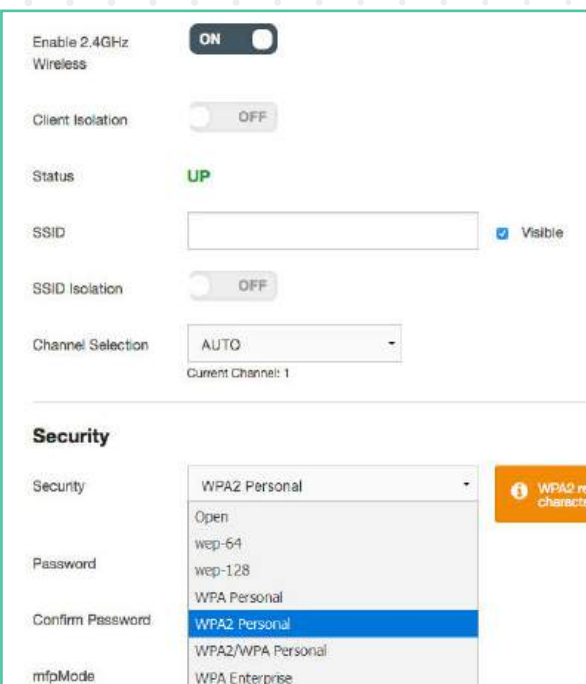 Enable 2.4GHz
Wireless
ON
Client Isolation
OFF
Status
UP
SSID
Visible
SSID Isolation
OFF
Channel Selection
AUTO
Current Channel: 1
Security
Security
WPA2 Personal
WPA2
Open
wep-64
Password
wep-128
WPA Personal
Confirm Password
WPA2 Personal
WPA2/WPA Personal
mfpMode
WPA Enterprise